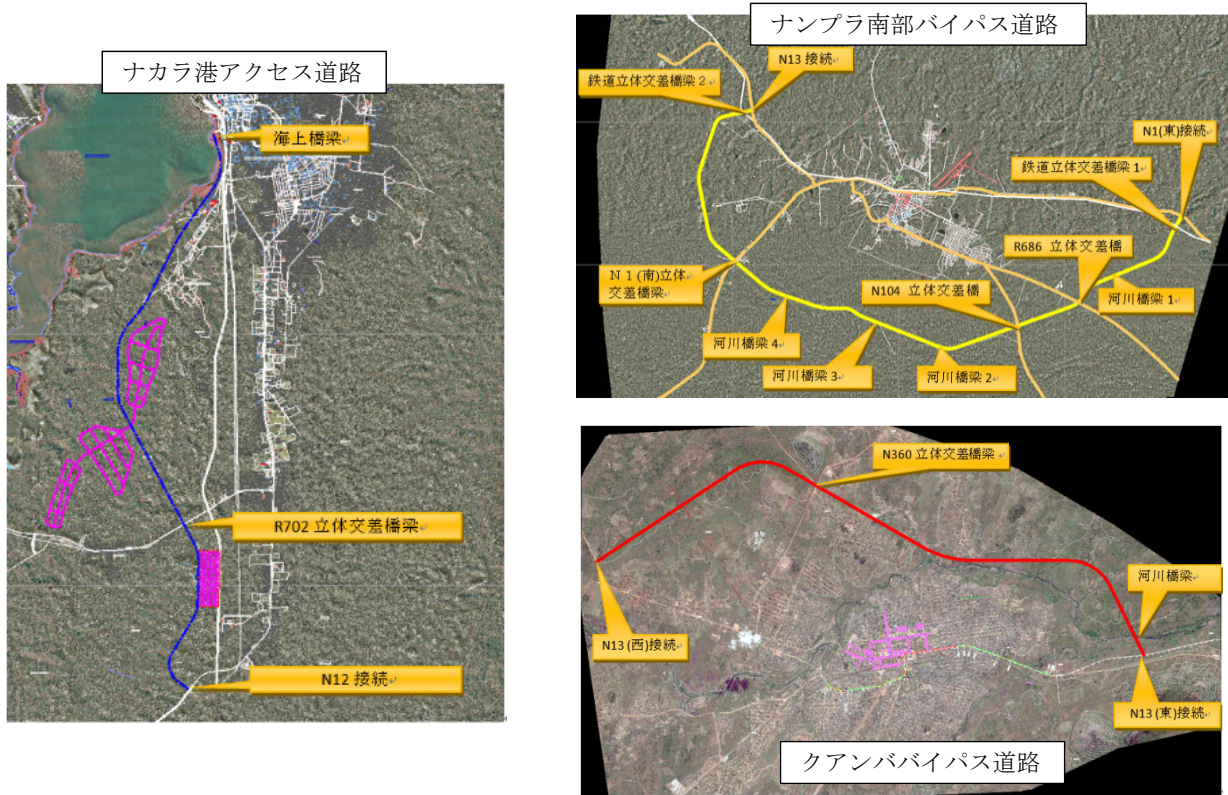 ナカラ港アクセス道路
海上橋梁
R702 立体交差橋梁
N12 接続
ナンプラ南部バイパス道路
N13 接続
鉄道立体交差橋梁 2
N1(東)接続
鉄道立体交差橋梁 1
R686 立体交差橋
N1(南)立体
交差橋梁
N104 立体交差橋
河川橋梁 1
河川橋梁 4
河川橋梁 3
河川橋梁 2
N360 立体交差橋梁
河川橋梁
N13(西)接続
N13(東)接続
クアンババイパス道路